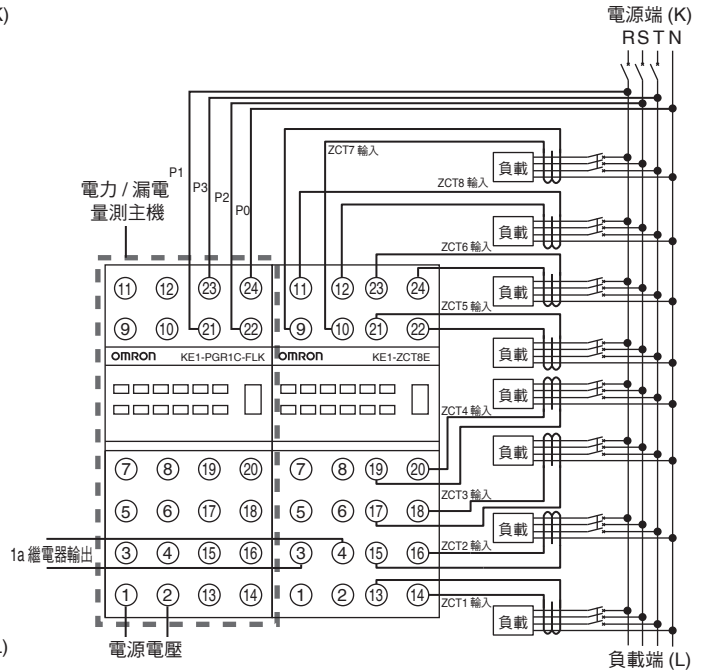 K)
電源端 (K)
R S T N
ZCT7 輸入
負載
P1
P3
P2
P0
電力 / 漏電
量測主機
ZCT8 輸入
負載
ZCT6 輸入
11 12 23 24 11 12 23 24
負載
ZCT5 輸入
9 10 21 22 9 10 21 22
OMRON KE1-PGR1C-FLK OMRON KE1-ZCT8E
負載
負載
ZCT4 輸入
7 8 19 20 7 8 19 20
負載
ZCT3 輸入
5 6 17 18 5 6 17 18
負載
ZCT2 輸入
1a 繼電器輸出
3 4 15 16 3 4 15 16
1 2 13 14 1 2 13 14
ZCT1 輸入
負載
L)
電源電壓
負載端 (L)